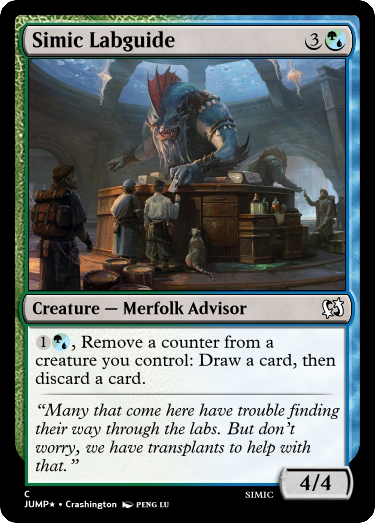 Simic Labguide 3
Creature — Merfolk Advisor
1, Remove a counter from a
creature you control: Draw a card, then
discard a card.
“Many that come here have trouble finding
their way through the labs. But don’t
worry, we have transplants to help with
that.”
4/4
C
JUMP★ • Crashington PENG LU
SIMIC